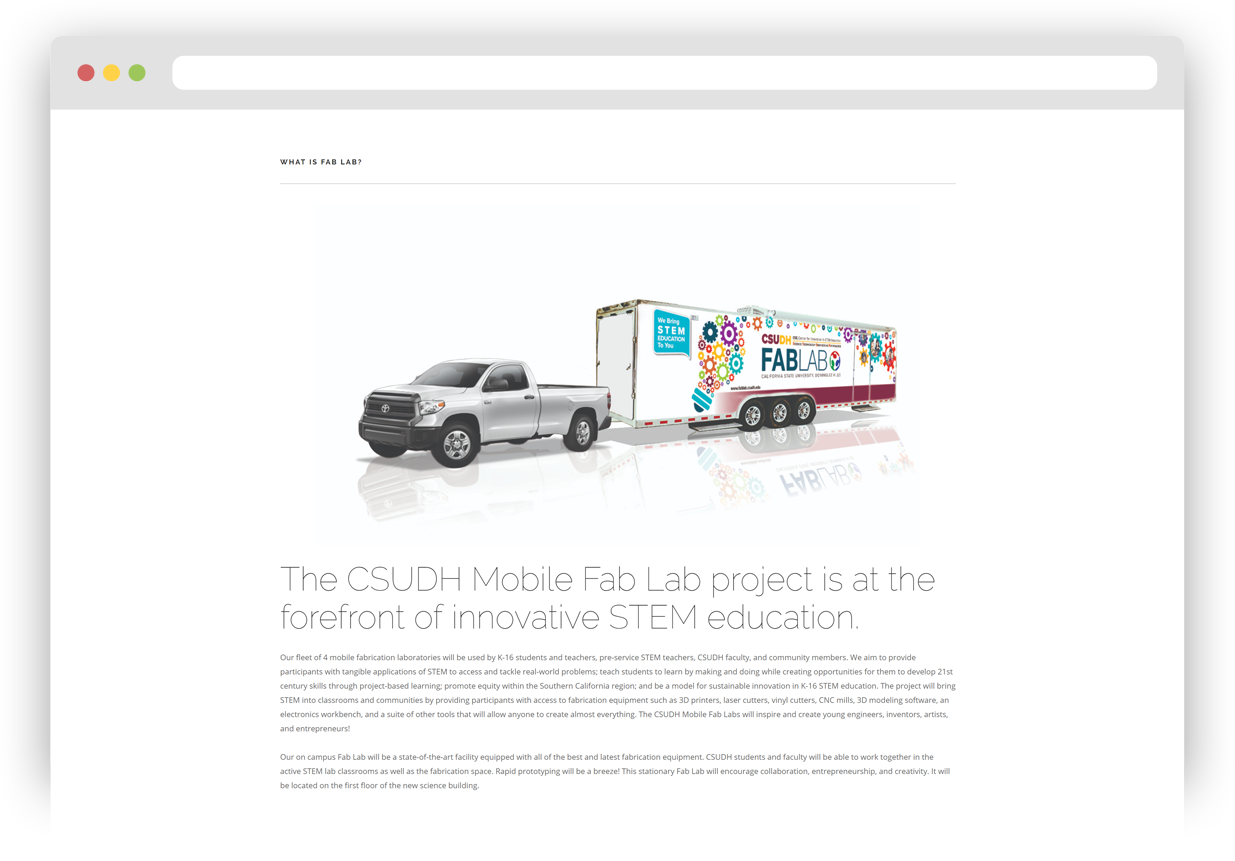 WHAT IS FAB LAB?
We Bring
STEM
EDUCATION
To You
CSUDH
FABLAB
CALIFORNIA STATE UNIVERSITY, DOMINGUEZ HILLS
www.fablab.csudh.edu
FABLAB
The CSUDH Mobile Fab Lab project is at the
forefront of innovative STEM education.
Our fleet of 4 mobile fabrication laboratories will be used by K-16 students and teachers, pre-service STEM teachers, CSUDH faculty, and community members. We aim to provide
participants with tangible applications of STEM to access and tackle real-world problems; teach students to learn by making and doing while creating opportunities for them to develop 21st
century skills through project-based learning; promote equity within the Southern California region; and be a model for sustainable innovation in K-16 STEM education. The project will bring
STEM into classrooms and communities by providing participants with access to fabrication equipment such as 3D printers, laser cutters, vinyl cutters, CNC mills, 3D modeling software, an
electronics workbench, and a suite of other tools that will allow anyone to create almost everything. The CSUDH Mobile Fab Labs will inspire and create young engineers, inventors, artists,
and entrepreneurs!
Our on campus Fab Lab will be a state-of-the-art facility equipped with all of the best and latest fabrication equipment. CSUDH students and faculty will be able to work together in the
active STEM lab classrooms as well as the fabrication space. Rapid prototyping will be a breeze! This stationary Fab Lab will encourage collaboration, entrepreneurship, and creativity. It will
be located on the first floor of the new science building.